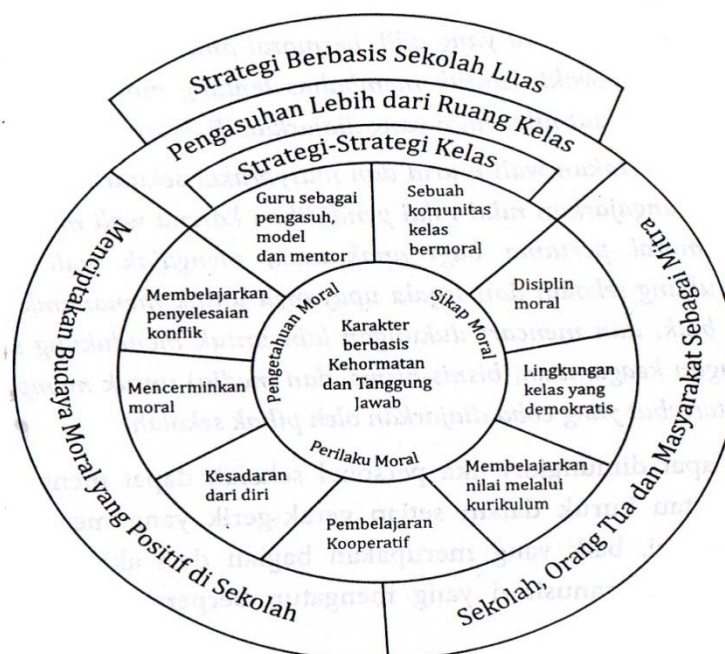 Strategi Berbasis Sekolah Luas
Pengasuhan Lebih dari Ruang Kelas
Strategi-Strategi Kelas
Guru sebagai
pengasuh,
model
dan mentor
Sebuah
komunitas
kelas
bermoral
Disiplin
moral
Lingkungan
kelas yang
demokratis
Membelajarkan
nilai melalui
kurikulum
Pembelajaran
Kooperatif
Kesadaran
dari diri
Mencerminkan
moral
Membelajarkan
penyelesaian
konflik
Pengetahuan Moral
Sikap Moral
Perilaku Moral
Karakter
berbasis
Kehormatan
dan Tanggung
Jawab
Menciptakan Budaya Moral yang Positif di Sekolah
Sekolah, Orang Tua dan Masyarakat Sebagai Mitra